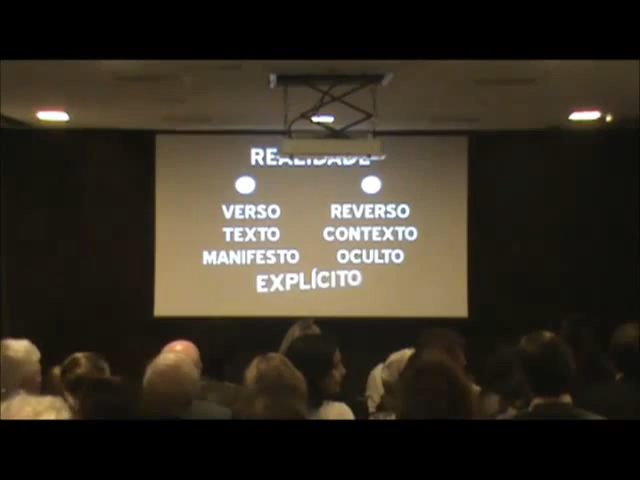 REALIDADE
VERSO REVERSO
TEXTO CONTEXTO
MANIFESTO OCULTO
EXPLÍCITO